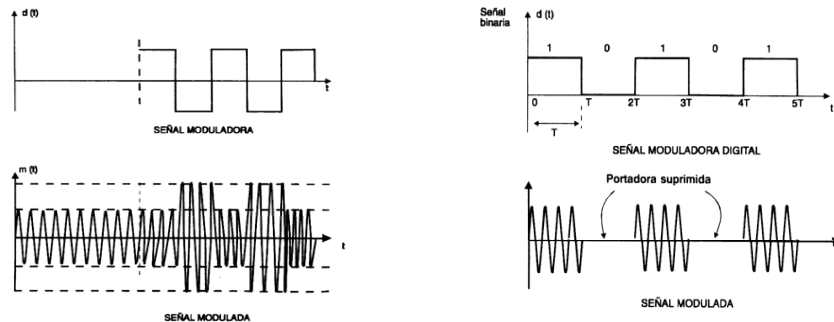 d (t)
t
SEÑAL MODULADORA
m (t)
t
SEÑAL MODULADA
Señal
binaria
d (t)
1 0 1 0 1
0 T 2T 3T 4T 5T t
T
SEÑAL MODULADORA DIGITAL
Portadora suprimida
SEÑAL MODULADA